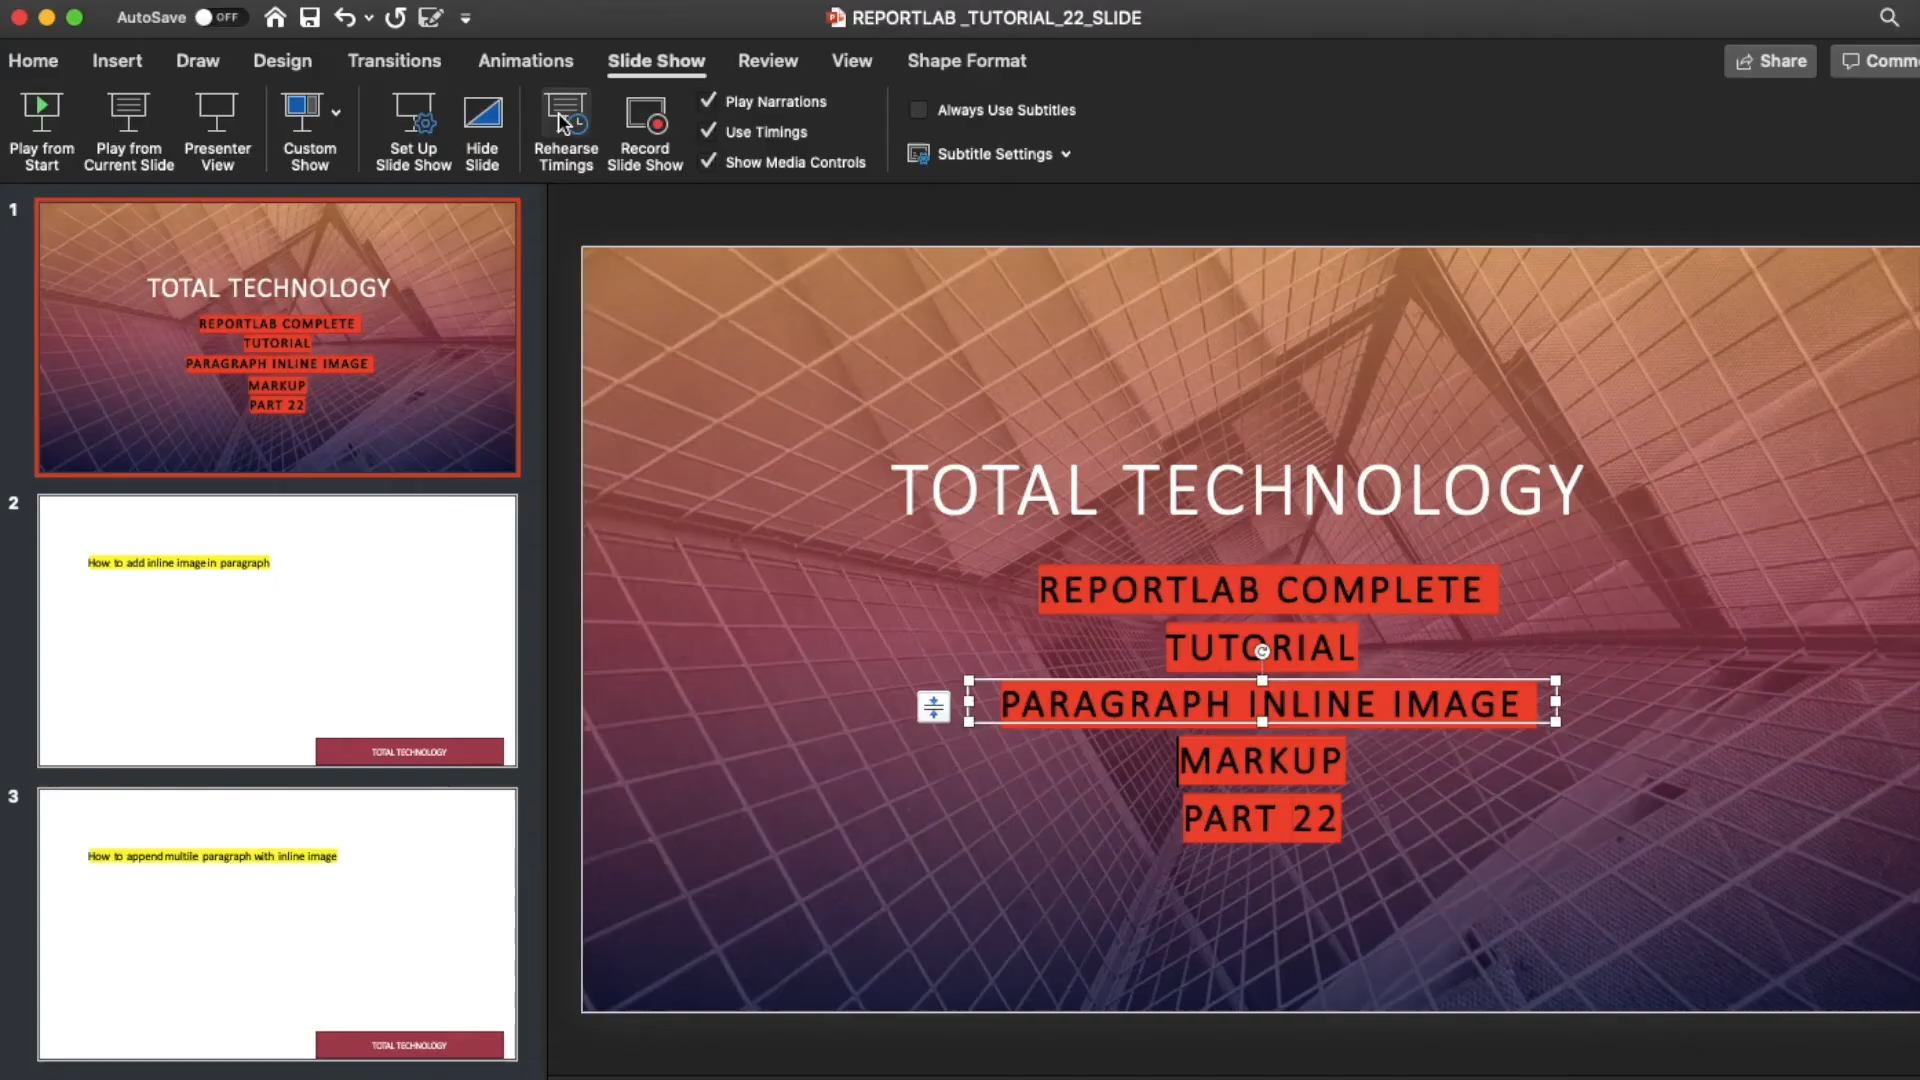 AutoSave OFF
REPORTLAB _TUTORIAL_22_SLIDE
Home Insert Draw Design Transitions Animations Slide Show Review View Shape Format
Share
Play from Start
Play from Current Slide
Presenter View
Custom Show
Set Up Slide Show
Hide Slide
Rehearse Timings
Record Slide Show
Play Narrations
Use Timings
Show Media Controls
Always Use Subtitles
Subtitle Settings
1
TOTAL TECHNOLOGY
REPORTLAB COMPLETE
TUTORIAL
PARAGRAPH INLINE IMAGE
MARKUP
PART 22
2
How to add inline image in paragraph
TOTAL TECHNOLOGY
3
How to append multile paragraph with inline image
TOTAL TECHNOLOGY
TOTAL TECHNOLOGY
REPORTLAB COMPLETE
TUTORIAL
PARAGRAPH INLINE IMAGE
MARKUP
PART 22